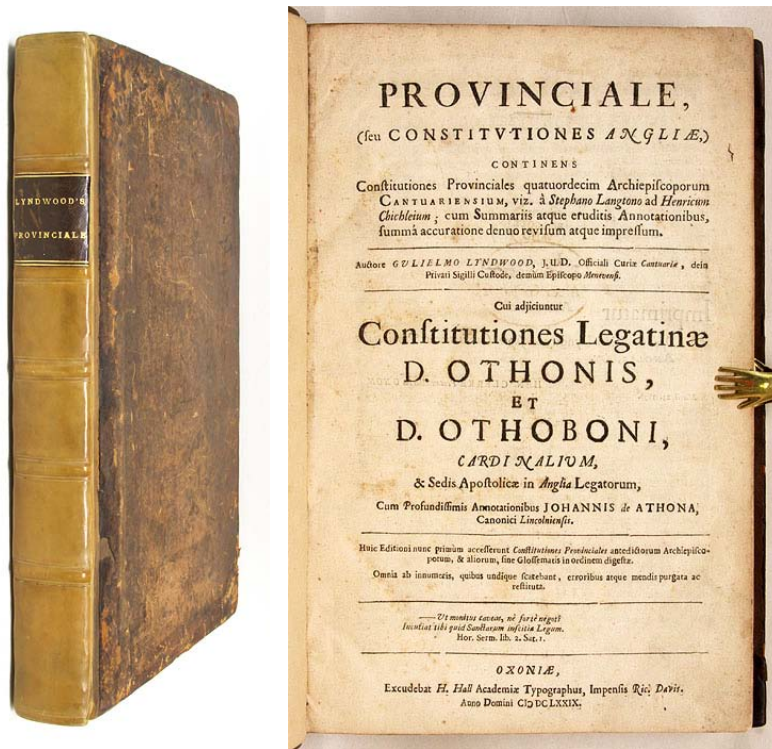 LYNDWOOD'S
PROVINCIALE
PROVINCIALE,
(ſeu CONSTITVTIONES ANGLIÆ,)
CONTINENS
Conſtitutiones Provinciales quatuordecim Archiepiſcoporum
CANTUARIENSIUM, viz. à Stephano Langtono ad Henricum
Chichleium; cum Summariis atque eruditis Annotationibus,
ſummâ accuratione denuo reviſum atque impreſſum.
Auctore GVLIELMO LYNDWOOD, J.U.D. Officiali Curiæ Cantuariæ, dein
Privati Sigilli Cuſtode, demùm Epiſcopo Menevenſi.
Cui adjiciuntur
Conſtitutiones Legatinæ
D. OTHONIS,
ET
D. OTHOBONI,
CARDINALIVM,
& Sedis Apoſtolicæ in Anglia Legatorum,
Cum Profundiſſimis Annotationibus JOHANNIS de ATHONA,
Canonici Lincolnienſis.
Huic Editioni nunc primùm acceſſerunt Conſtitutiones Provinciales antedictorum Archiepiſco-
porum, & aliorum, ſine Gloſſematis in ordinem digeſtæ.
Omnia ab innumeris, quibus undique ſcatebant, erroribus atque mendis purgata ac
reſtituta.
—— Ut monitus caveas, nè fortè negotî
Incutiat tibi quid Sanctarum inſcitia Legum.
Hor. Serm. lib. 2. Sat. 1.
OXONIÆ,
Excudebat H. Hall Academiæ Typographus, Impenſis Ric. Davis.
Anno Domini CIↃ DC LXXIX.